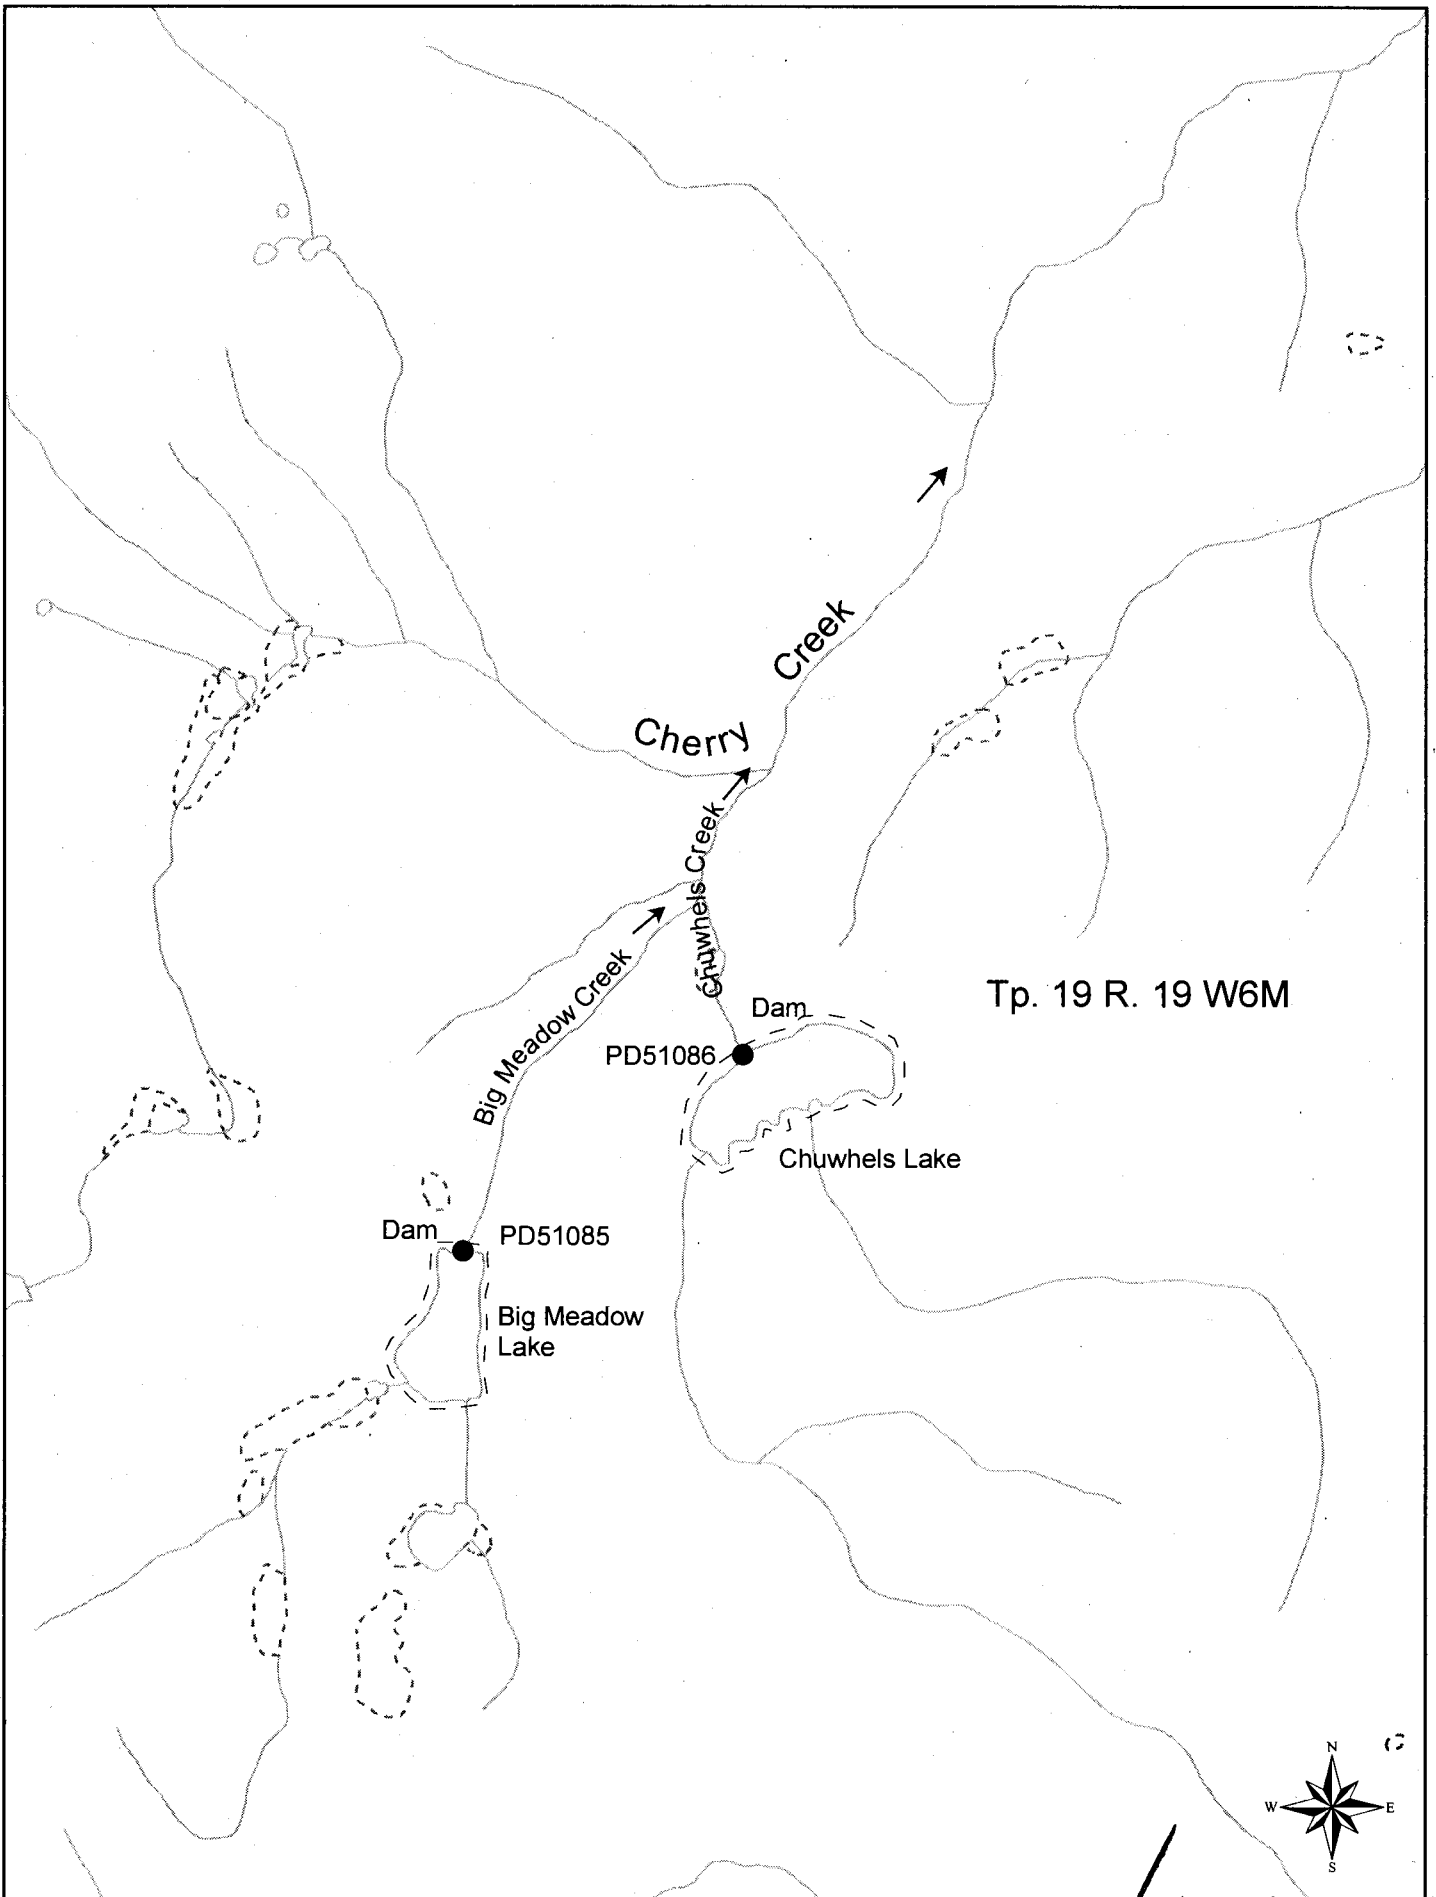 Creek
Cherry
Chuwhels Creek
Big Meadow Creek
Tp. 19 R. 19 W6M
Dam
PD51086
Chuwhels Lake
Dam
PD51085
Big Meadow
Lake
N
W
E
S